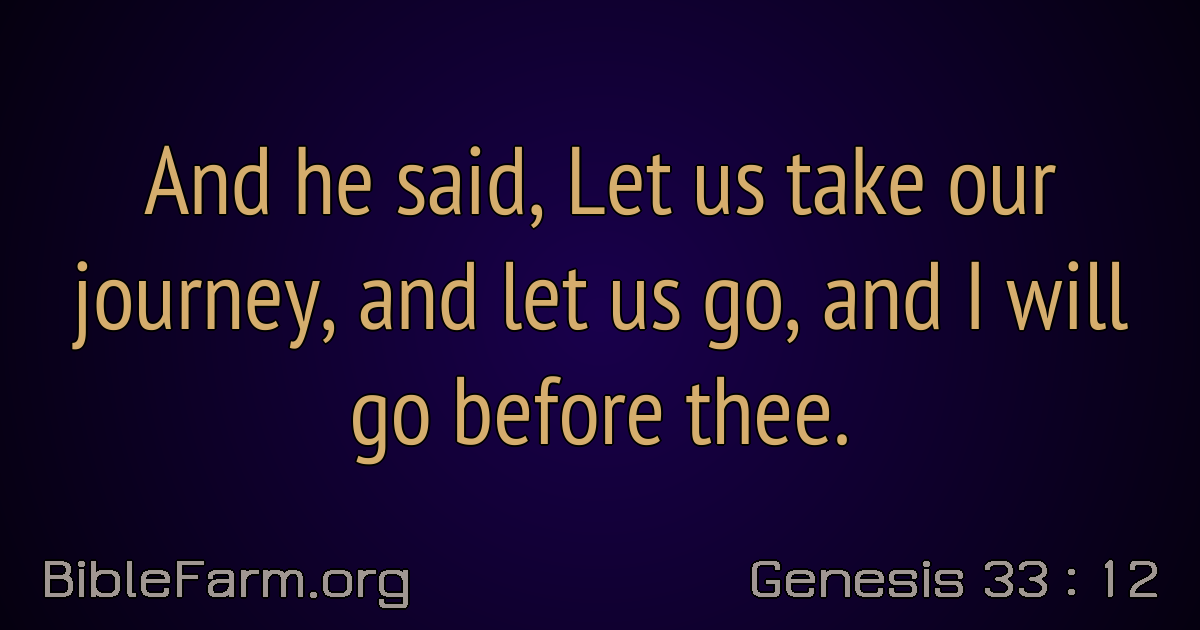 And he said, Let us take our
journey, and let us go, and I will
go before thee.
BibleFarm.org
Genesis 33 : 12